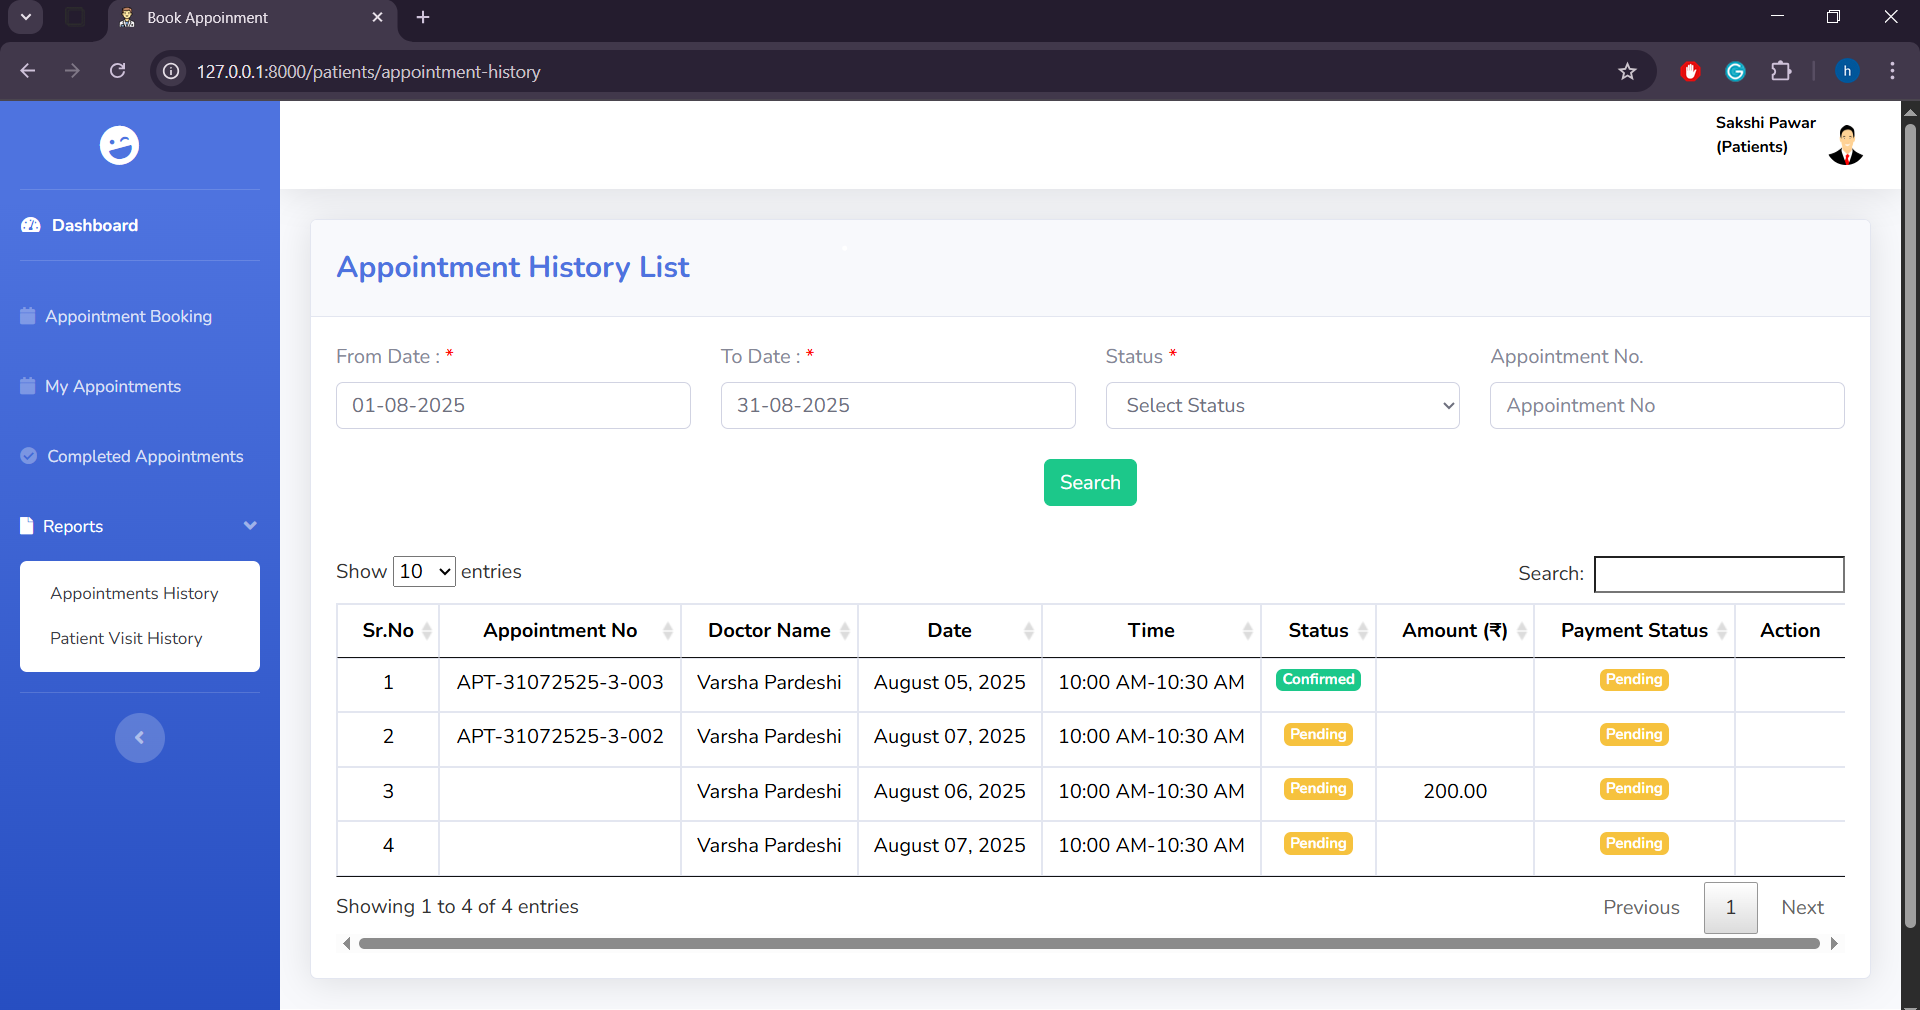 Book Appoinment
127.0.0.1:8000/patients/appointment-history
h
Sakshi Pawar
(Patients)
Dashboard
Appointment Booking
My Appointments
Completed Appointments
Reports
Appointments History
Patient Visit History
Appointment History List
From Date : * To Date : * Status * Appointment No.
01-08-2025 31-08-2025 Select Status Appointment No
Search
Show 10 entries Search:
Sr.No Appointment No Doctor Name Date Time Status Amount (₹) Payment Status Action
1 APT-31072525-3-003 Varsha Pardeshi August 05, 2025 10:00 AM-10:30 AM Confirmed Pending
2 APT-31072525-3-002 Varsha Pardeshi August 07, 2025 10:00 AM-10:30 AM Pending Pending
3 Varsha Pardeshi August 06, 2025 10:00 AM-10:30 AM Pending 200.00 Pending
4 Varsha Pardeshi August 07, 2025 10:00 AM-10:30 AM Pending Pending
Showing 1 to 4 of 4 entries Previous 1 Next